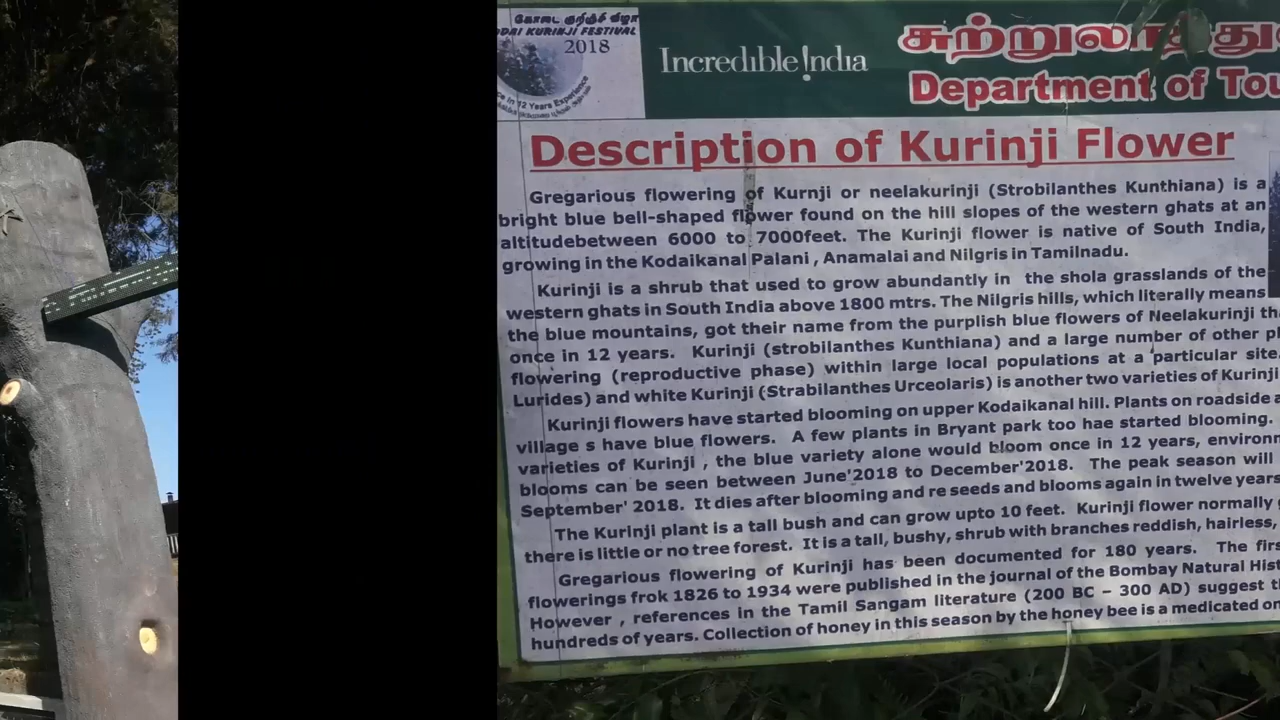 கோடை குறிஞ்சி விழா
KURINJI FESTIVAL
2018
In 12 Years Experience
Incredible!ndia
சுற்றுலாத்
Department of
Description of Kurinji Flower
Gregarious flowering of Kurnji or neelakurinji (Strobilanthes Kunthiana) is a
bright blue bell-shaped flower found on the hill slopes of the western ghats at an
altitudebetween 6000 to 7000feet. The Kurinji flower is native of South India,
growing in the Kodaikanal Palani , Anamalai and Nilgris in Tamilnadu.
Kurinji is a shrub that used to grow abundantly in the shola grasslands of the
western ghats in South India above 1800 mtrs. The Nilgris hills, which literally means
the blue mountains, got their name from the purplish blue flowers of Neelakurinji
once in 12 years. Kurinji (strobilanthes Kunthiana) and a large number of other
flowering (reproductive phase) within large local populations at a particular site.
Lurides) and white Kurinji (Strabilanthes Urceolaris) is another two varieties of Kurinji
Kurinji flowers have started blooming on upper Kodaikanal hill. Plants on roadside
village s have blue flowers. A few plants in Bryant park too hae started blooming.
varieties of Kurinji , the blue variety alone would bloom once in 12 years,
blooms can be seen between June'2018 to December'2018. The peak season will
September' 2018. It dies after blooming and re seeds and blooms again in twelve years
The Kurinji plant is a tall bush and can grow upto 10 feet. Kurinji flower normally
there is little or no tree forest. It is a tall, bushy, shrub with branches reddish, hairless,
Gregarious flowering of Kurinji has been documented for 180 years. The
flowerings frok 1826 to 1934 were published in the journal of the Bombay Natural
However , references in the Tamil Sangam literature (200 BC – 300 AD) suggest
hundreds of years. Collection of honey in this season by the honey bee is a medicated